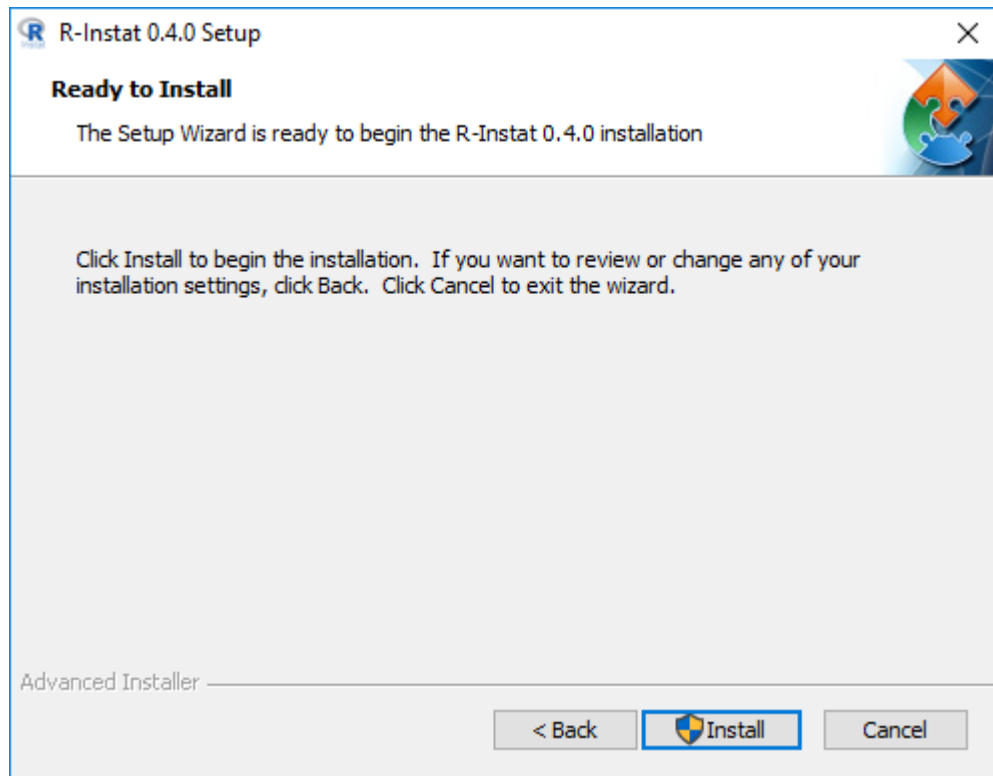 R-Instat 0.4.0 Setup
Ready to Install
The Setup Wizard is ready to begin the R-Instat 0.4.0 installation
Click Install to begin the installation.  If you want to review or change any of your
installation settings, click Back.  Click Cancel to exit the wizard.
Advanced Installer
< Back
Install
Cancel